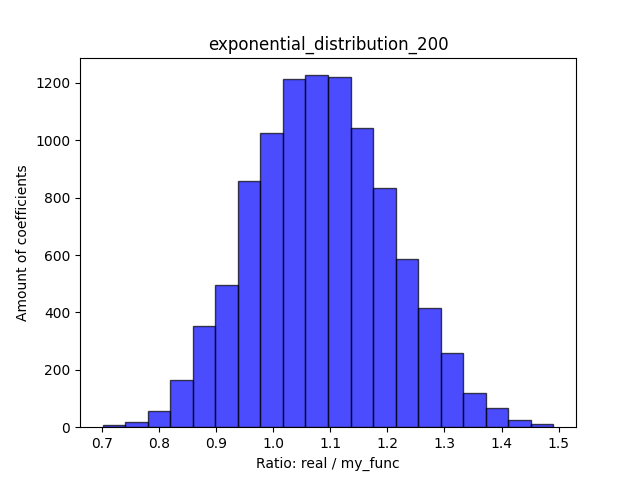 exponential_distribution_200
1200
1000
800
600
400
200
0
Amount of coefficients
0.7 0.8 0.9 1.0 1.1 1.2 1.3 1.4 1.5
Ratio: real / my_func